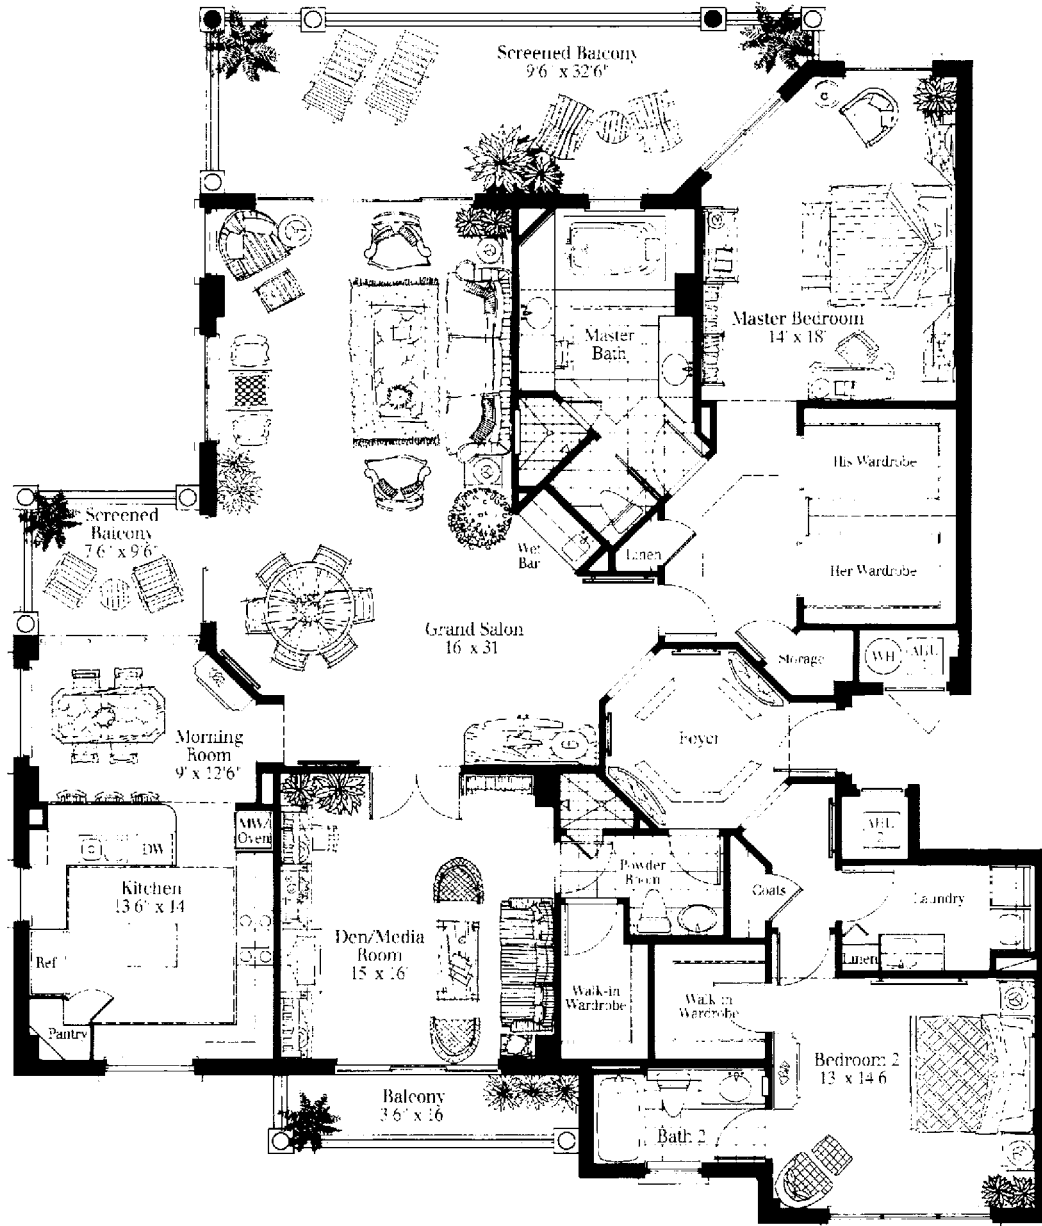 Screened Balcony
9'6" x 32'6"
Master Bedroom
14' x 18'
Master
Bath
His Wardrobe
Screened
Balcony
7'6" x 9'6"
Wet
Bar
Linen
Her Wardrobe
Grand Salon
16' x 31'
Storage
WH
AHU
1
Morning
Room
9' x 12'6"
Foyer
MW/
Oven
DW
AHU
2
Kitchen
13'6" x 14'
Powder
Room
Coats
Laundry
Den/Media
Room
15' x 16'
Ref
Linen
Walk-in
Wardrobe
Walk-in
Wardrobe
Pantry
Bedroom 2
13' x 14'6"
Balcony
3'6" x 16'
Bath 2